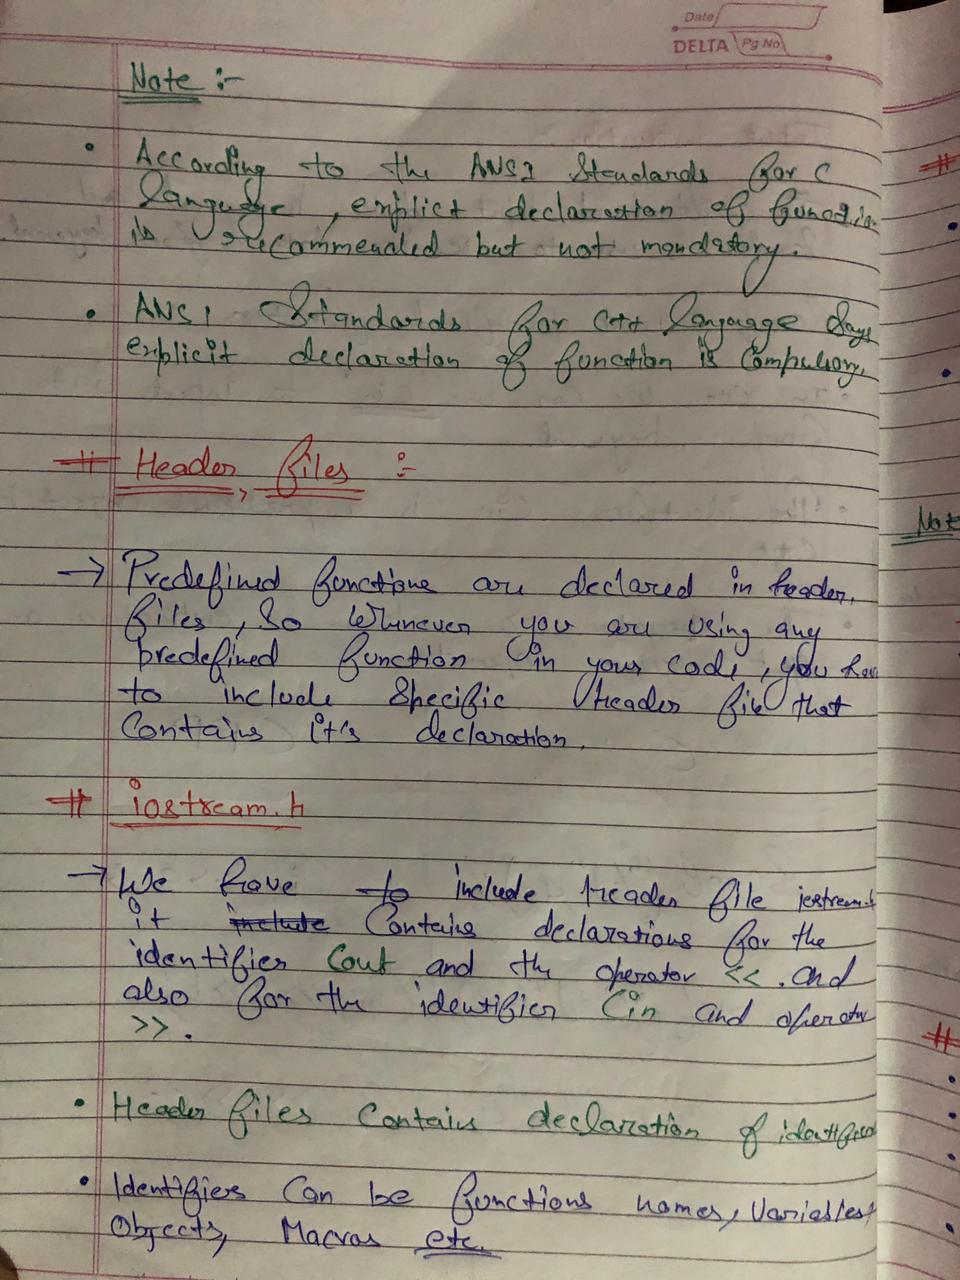 Date
DELTA Pg No
Note :-
• According to the ANSI Standards for C
language, explict declaration of function
is recommended but not mandatory.
• ANSI Standards for C++ language says
explicit declaration of function is Compulsory.
# Header files :-
→ Predefined functions are declared in header
files, So Whenever you are using any
predefined function in your code, you have
to include Specific Header file that
Contains it's declaration.
# iostream.h
→ We have to include Header file iostream.h
it include Contains declarations for the
identifier Cout and the operator <<. and
also for the identifier Cin and operator
>>.
• Header files Contains declaration of identifiers
• Identifiers Can be functions names, Variables,
Objects, Macros etc.
#
Not
#